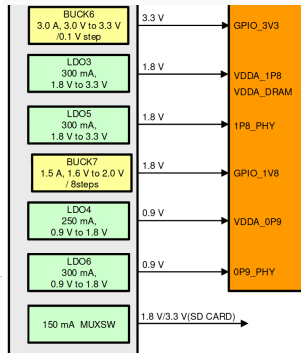 BUCK6
3.0 A, 3.0 V to 3.3 V
/0.1 V step
3.3 V
GPIO_3V3
LDO3
300 mA,
1.8 V to 3.3 V
1.8 V
VDDA_1P8
VDDA_DRAM
LDO5
300 mA,
1.8 V to 3.3 V
1.8 V
1P8_PHY
BUCK7
1.5 A, 1.6 V to 2.0 V
/ 8steps
1.8 V
GPIO_1V8
LDO4
250 mA,
0.9 V to 1.8 V
0.9 V
VDDA_0P9
LDO6
300 mA,
0.9 V to 1.8 V
0.9 V
0P9_PHY
150 mA MUXSW
1.8 V/3.3 V(SD CARD)